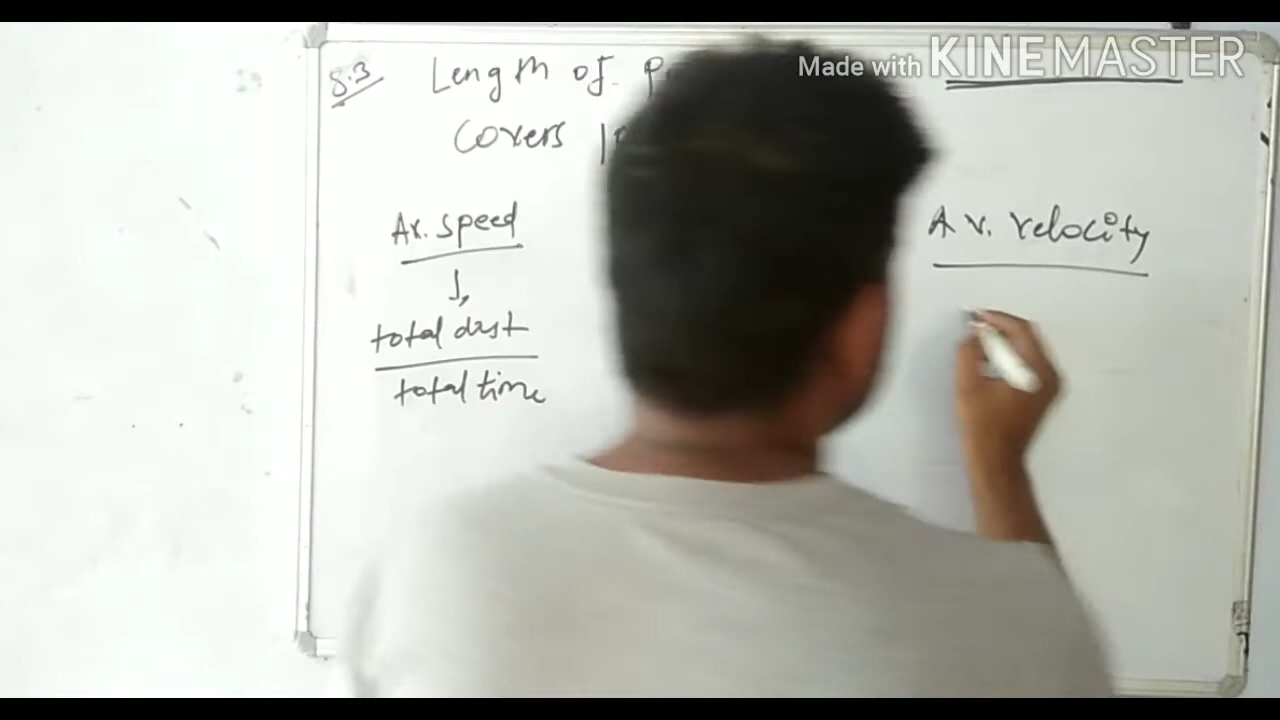 Made with KINEMASTER
8.3 Length of
Covers
Av. speed
total dist
total time
Av. velocity